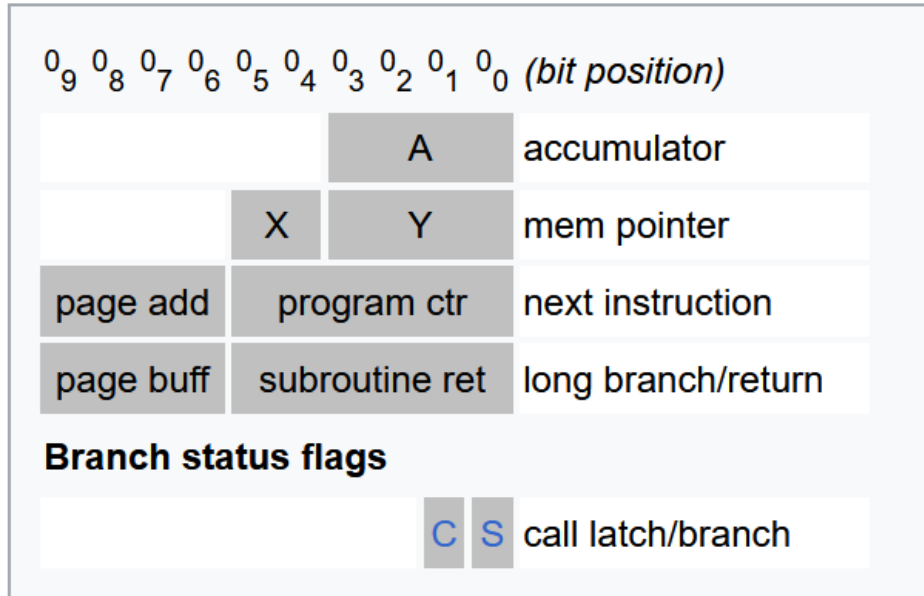 09 08 07 06 05 04 03 02 01 00 (bit position)
A accumulator
X Y mem pointer
page add program ctr next instruction
page buff subroutine ret long branch/return
Branch status flags
C S call latch/branch